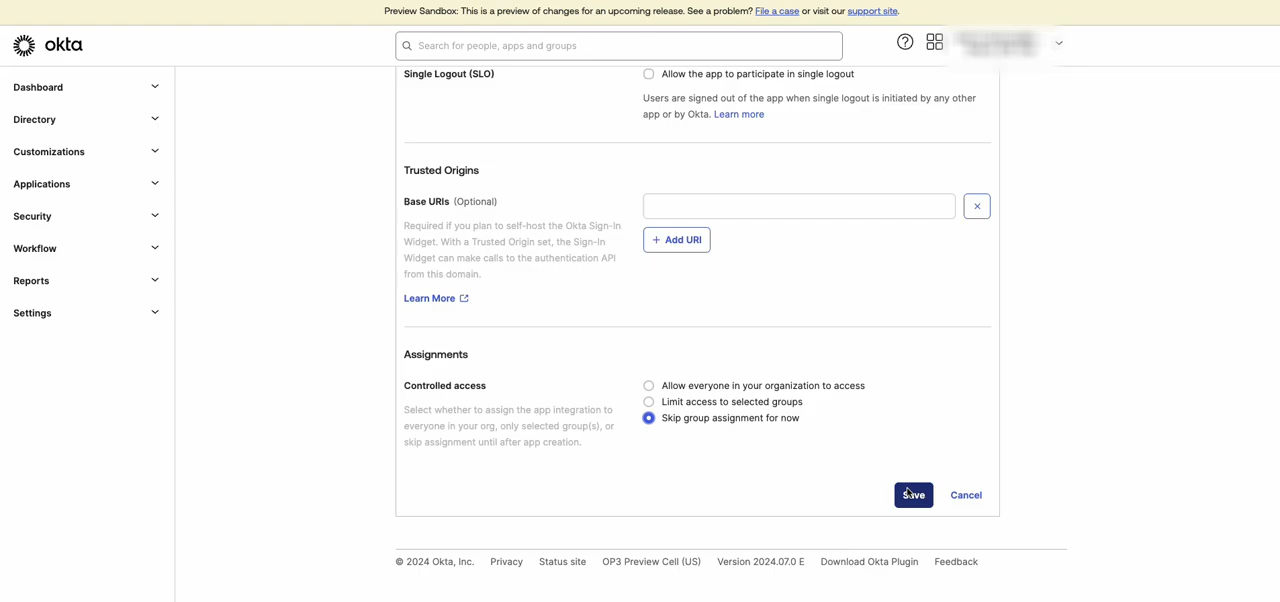 Preview Sandbox: This is a preview of changes for an upcoming release. See a problem? File a case or visit our support site.
okta
Search for people, apps and groups
Dashboard
Directory
Customizations
Applications
Security
Workflow
Reports
Settings
Single Logout (SLO)
Allow the app to participate in single logout
Users are signed out of the app when single logout is initiated by any other
app or by Okta. Learn more
Trusted Origins
Base URIs (Optional)
Required if you plan to self-host the Okta Sign-In
Widget. With a Trusted Origin set, the Sign-In
Widget can make calls to the authentication API
from this domain.
Learn More
+ Add URI
Assignments
Controlled access
Select whether to assign the app integration to
everyone in your org, only selected group(s), or
skip assignment until after app creation.
Allow everyone in your organization to access
Limit access to selected groups
Skip group assignment for now
Save Cancel
© 2024 Okta, Inc. Privacy Status site OP3 Preview Cell (US) Version 2024.07.0 E Download Okta Plugin Feedback